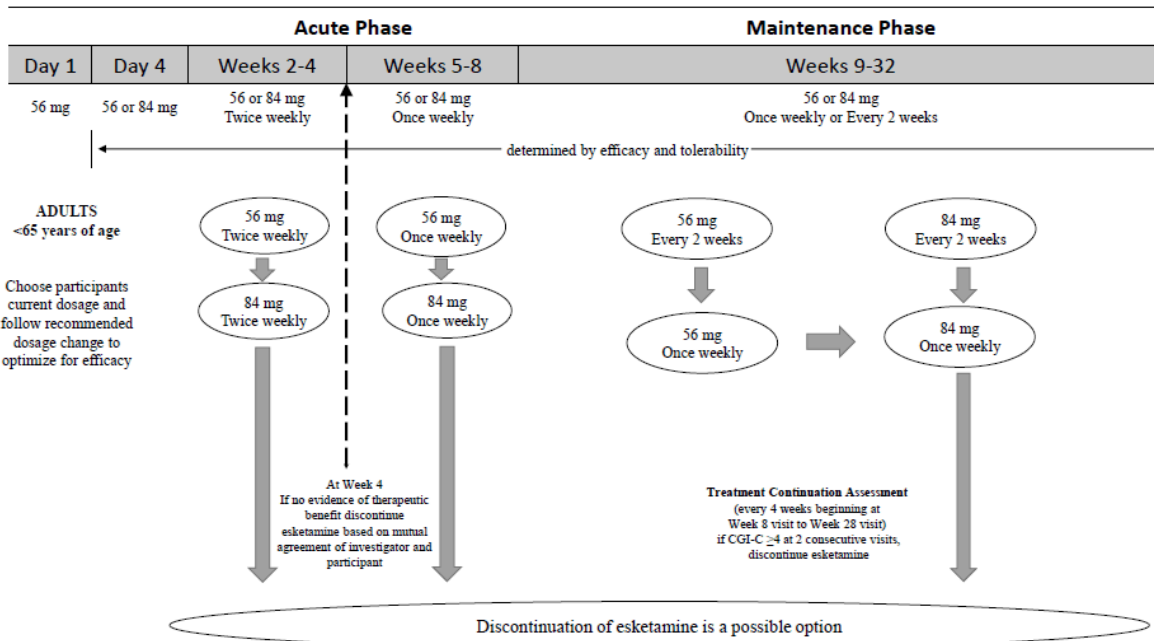 Acute Phase
Maintenance Phase
Day 1
Day 4
Weeks 2-4
Weeks 5-8
Weeks 9-32
56 mg
56 or 84 mg
56 or 84 mg
Twice weekly
56 or 84 mg
Once weekly
56 or 84 mg
Once weekly or Every 2 weeks
determined by efficacy and tolerability
ADULTS
<65 years of age
56 mg
Twice weekly
56 mg
Once weekly
56 mg
Every 2 weeks
84 mg
Every 2 weeks
Choose participants
current dosage and
follow recommended
dosage change to
optimize for efficacy
84 mg
Twice weekly
84 mg
Once weekly
56 mg
Once weekly
84 mg
Once weekly
At Week 4
If no evidence of therapeutic
benefit discontinue
esketamine based on mutual
agreement of investigator and
participant
Treatment Continuation Assessment
(every 4 weeks beginning at
Week 8 visit to Week 28 visit)
if CGI-C ≥4 at 2 consecutive visits,
discontinue esketamine
Discontinuation of esketamine is a possible option